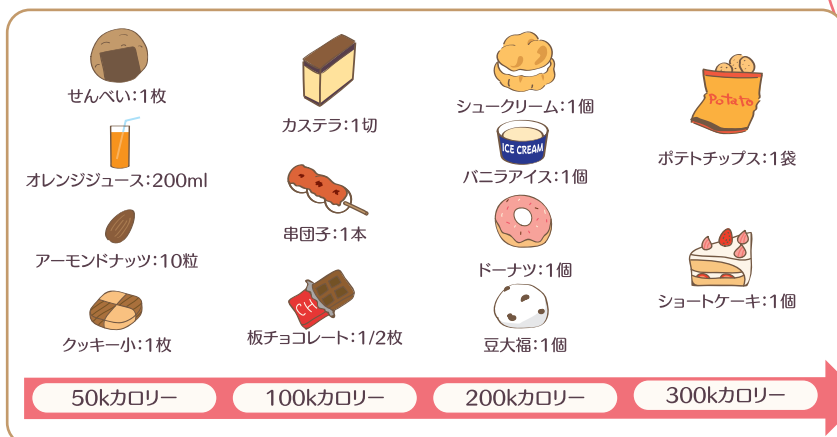 せんべい:1枚
オレンジジュース:200ml
アーモンドナッツ:10粒
クッキー小:1枚
カステラ:1切
串団子:1本
CH
板チョコレート:1/2枚
シュークリーム:1個
ICE CREAM
バニラアイス:1個
ドーナツ:1個
豆大福:1個
Potato
ポテトチップス:1袋
ショートケーキ:1個
50kカロリー
100kカロリー
200kカロリー
300kカロリー